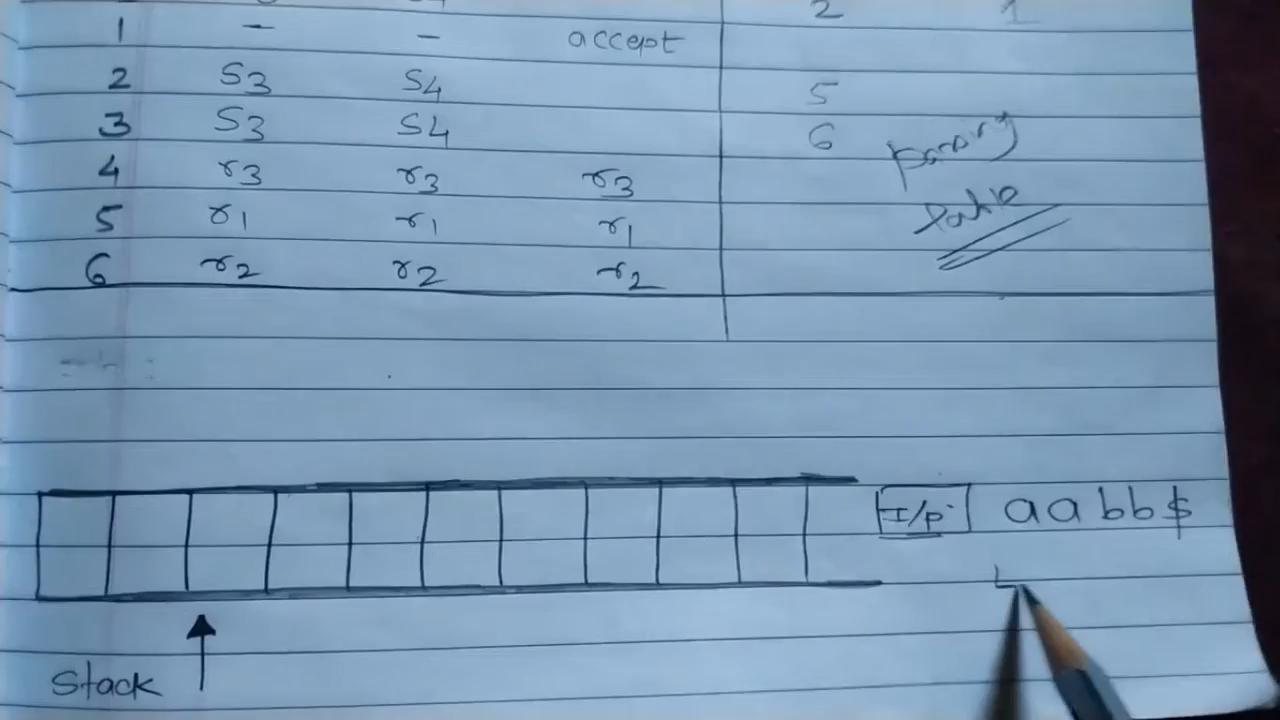 2 1
1 – – accept
2 S3 S4 5
3 S3 S4 6
4 r3 r3 r3
5 r1 r1 r1
6 r2 r2 r2
parsing
table
I/p aabb$
Stack